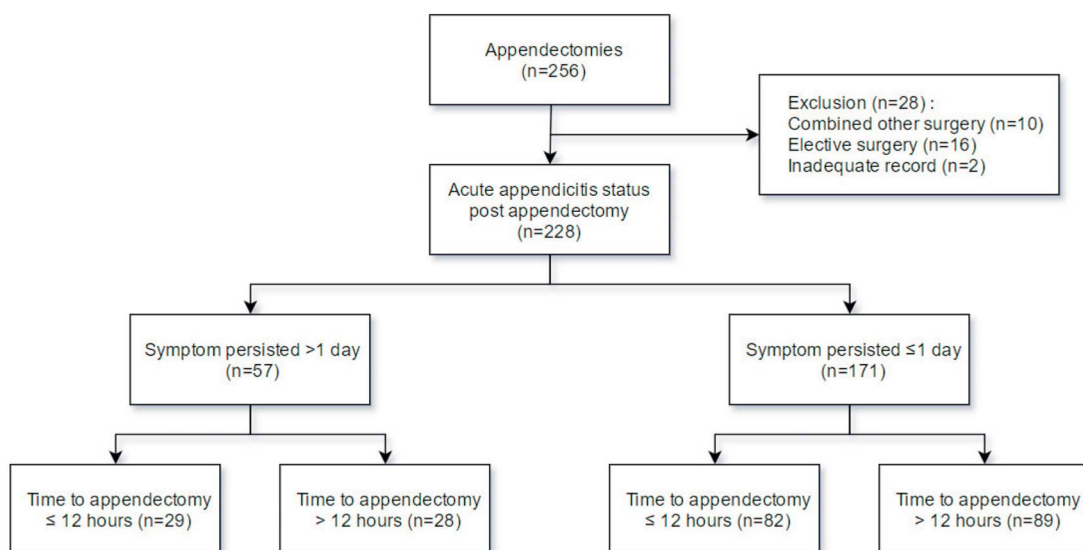 Appendectomies
(n=256)
Exclusion (n=28) :
Combined other surgery (n=10)
Elective surgery (n=16)
Inadequate record (n=2)
Acute appendicitis status
post appendectomy
(n=228)
Symptom persisted >1 day
(n=57)
Symptom persisted ≤1 day
(n=171)
Time to appendectomy
≤ 12 hours (n=29)
Time to appendectomy
> 12 hours (n=28)
Time to appendectomy
≤ 12 hours (n=82)
Time to appendectomy
> 12 hours (n=89)